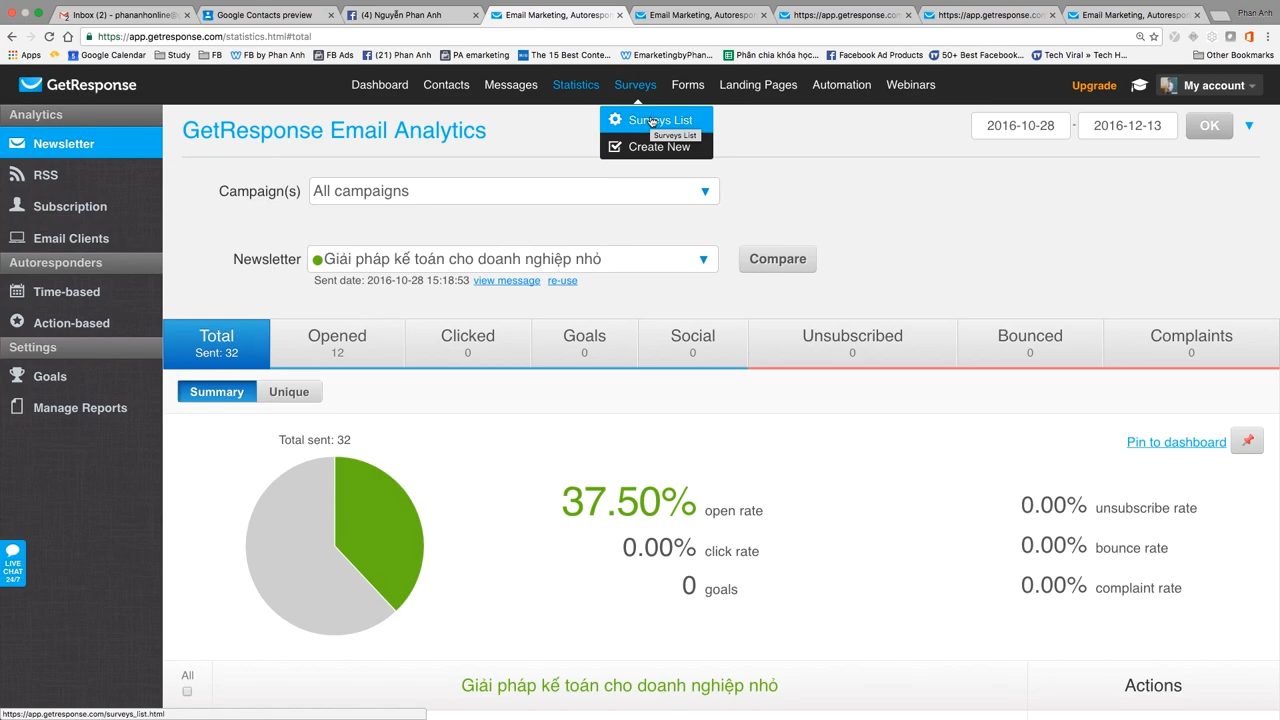 Inbox (2) - phananhonline@
Google Contacts preview
(4) Nguyễn Phan Anh
Email Marketing, Autorespon
Email Marketing, Autorespon
https://app.getresponse.com
https://app.getresponse.com
Email Marketing, Autorespon
Phan Anh
https://app.getresponse.com/statistics.html#total
Apps
Google Calendar
Study
FB
FB by Phan Anh
FB Ads
(21) Phan Anh
PA emarketing
The 15 Best Conte...
EmarketingbyPhan...
Phân chia khóa học...
Facebook Ad Products
50+ Best Facebook...
Tech Viral » Tech H...
Other Bookmarks
GetResponse
Dashboard
Contacts
Messages
Statistics
Surveys
Forms
Landing Pages
Automation
Webinars
Upgrade
My account
Surveys List
Surveys List
Create New
Analytics
Newsletter
RSS
Subscription
Email Clients
Autoresponders
Time-based
Action-based
Settings
Goals
Manage Reports
LIVE
CHAT
24/7
GetResponse Email Analytics
2016-10-28 - 2016-12-13 OK
Campaign(s) All campaigns
Newsletter Giải pháp kế toán cho doanh nghiệp nhỏ Compare
Sent date: 2016-10-28 15:18:53 view message re-use
Total
Sent: 32
Opened
12
Clicked
0
Goals
0
Social
0
Unsubscribed
0
Bounced
0
Complaints
0
Summary Unique
Total sent: 32
Pin to dashboard
37.50% open rate
0.00% click rate
0 goals
0.00% unsubscribe rate
0.00% bounce rate
0.00% complaint rate
All
Giải pháp kế toán cho doanh nghiệp nhỏ
Actions
https://app.getresponse.com/surveys_list.html